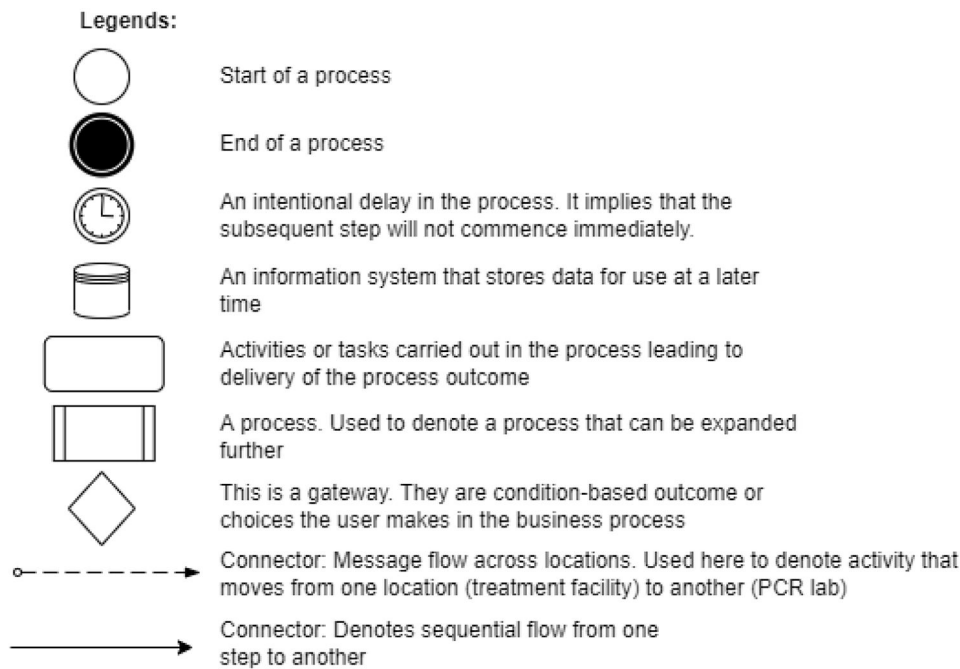 Legends:
Start of a process
End of a process
An intentional delay in the process. It implies that the
subsequent step will not commence immediately.
An information system that stores data for use at a later
time
Activities or tasks carried out in the process leading to
delivery of the process outcome
A process. Used to denote a process that can be expanded
further
This is a gateway. They are condition-based outcome or
choices the user makes in the business process
Connector: Message flow across locations. Used here to denote activity that
moves from one location (treatment facility) to another (PCR lab)
Connector: Denotes sequential flow from one
step to another